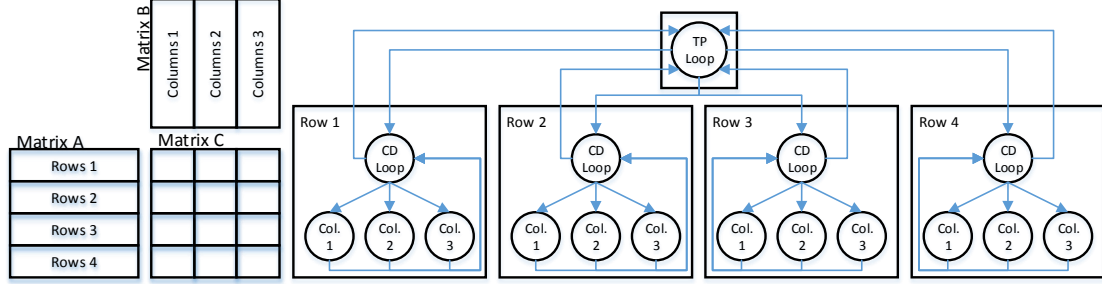 Matrix B
Columns 1
Columns 2
Columns 3
Matrix A
Rows 1
Rows 2
Rows 3
Rows 4
Matrix C
TP
Loop
Row 1
CD
Loop
Col.
1
Col.
2
Col.
3
Row 2
CD
Loop
Col.
1
Col.
2
Col.
3
Row 3
CD
Loop
Col.
1
Col.
2
Col.
3
Row 4
CD
Loop
Col.
1
Col.
2
Col.
3